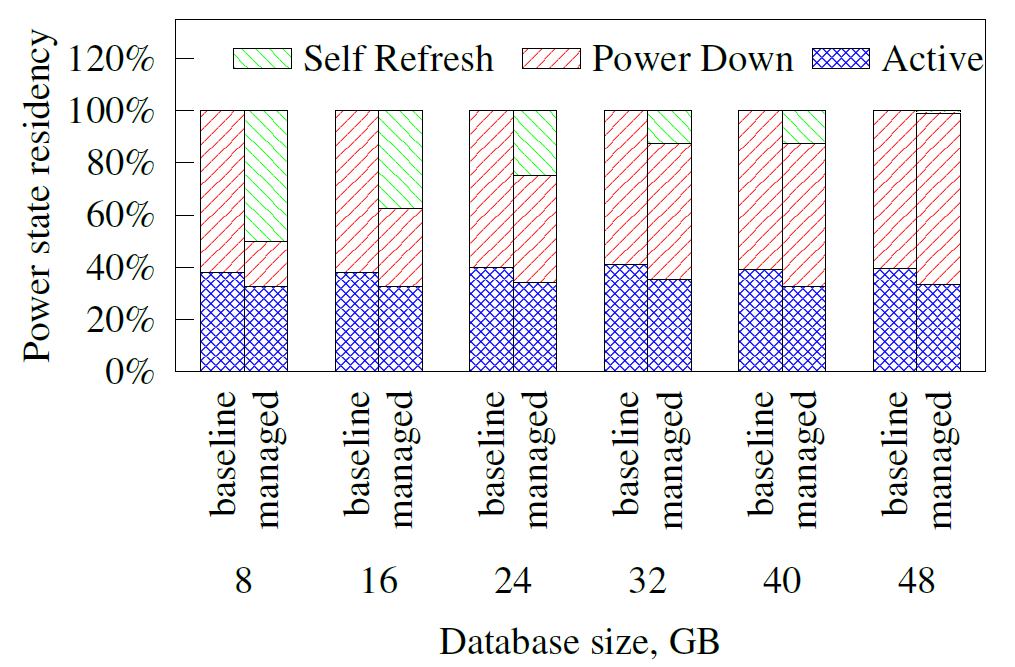 Power state residency
120%
100%
80%
60%
40%
20%
0%
Self Refresh Power Down Active
baseline managed baseline managed baseline managed baseline managed baseline managed baseline managed
8 16 24 32 40 48
Database size, GB